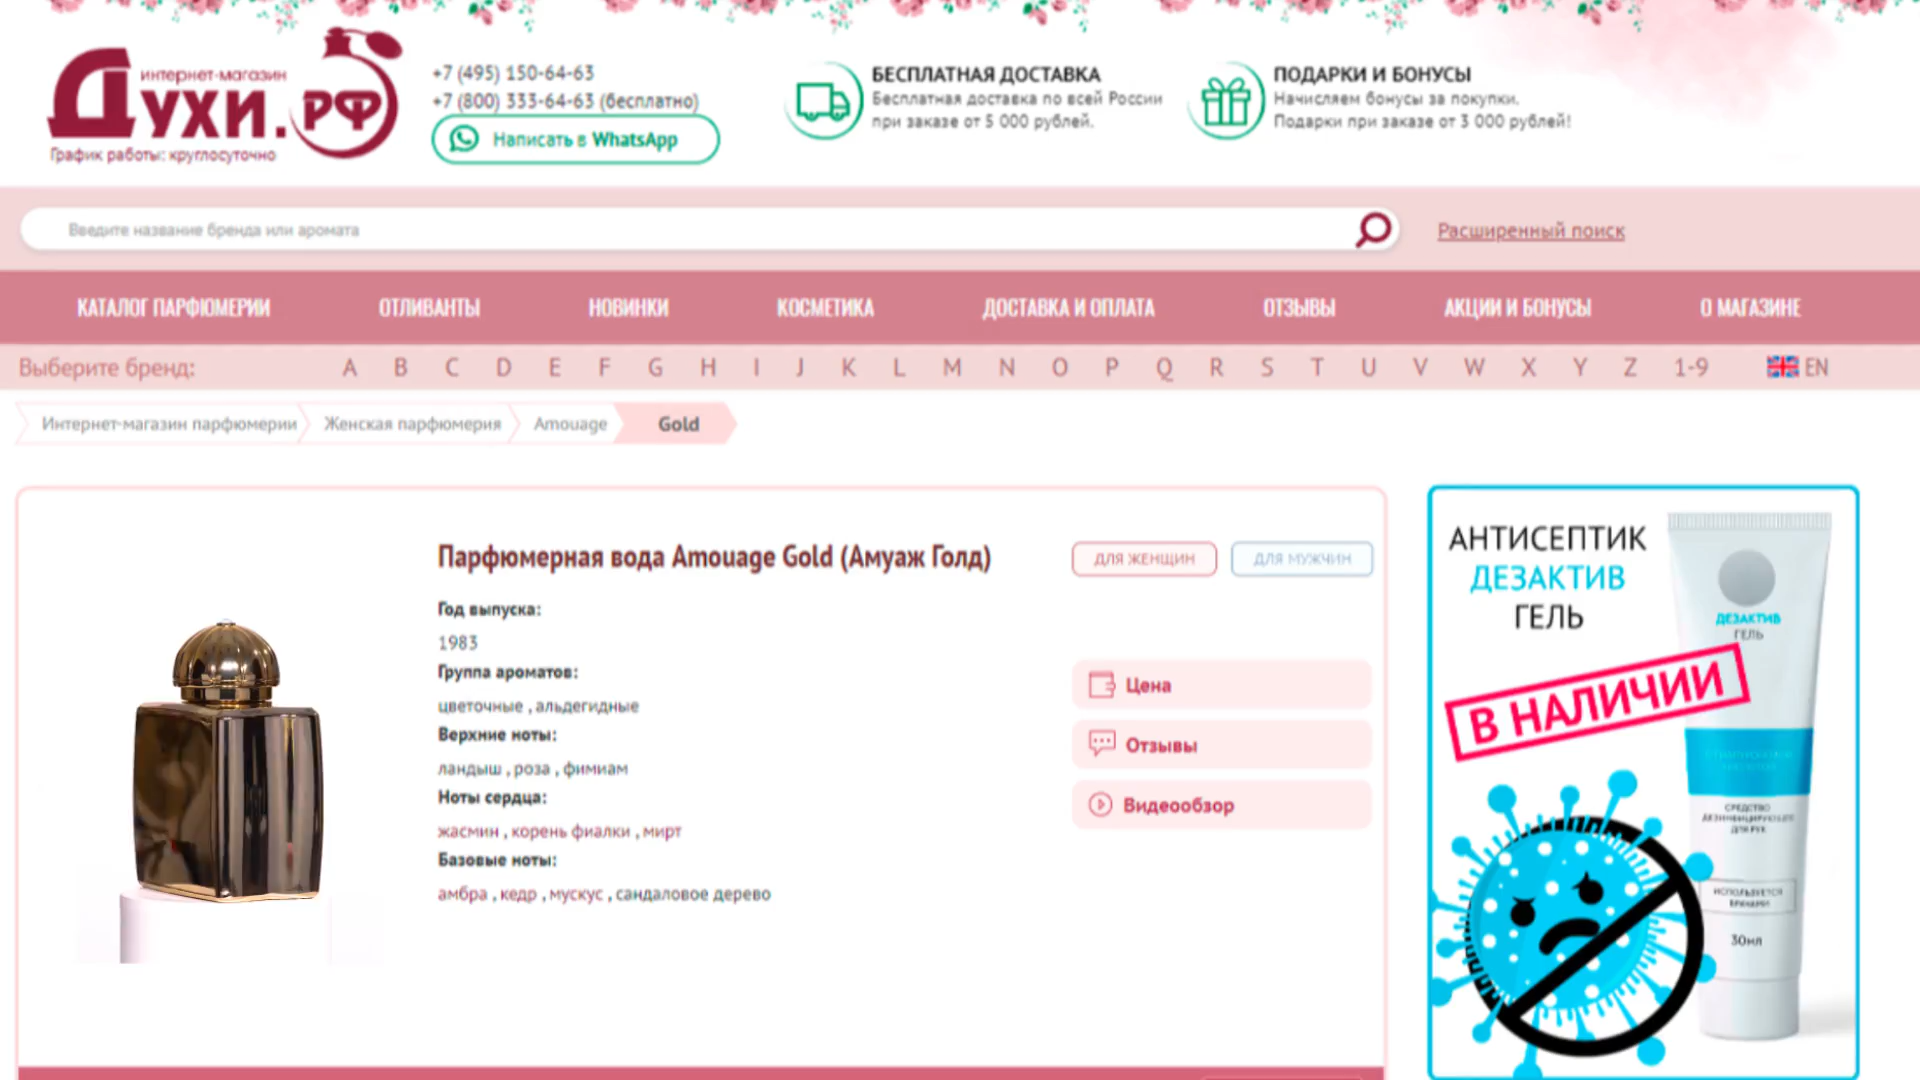 интернет-магазин
Духи.РФ
График работы: круглосуточно
+7 (495) 150-64-63
+7 (800) 333-64-63 (бесплатно)
Написать в WhatsApp
БЕСПЛАТНАЯ ДОСТАВКА
Бесплатная доставка по всей России
при заказе от 5 000 рублей.
ПОДАРКИ И БОНУСЫ
Начисляем бонусы за покупки.
Подарки при заказе от 3 000 рублей!
Введите название бренда или аромата
Расширенный поиск
КАТАЛОГ ПАРФЮМЕРИИ ОТЛИВАНТЫ НОВИНКИ КОСМЕТИКА ДОСТАВКА И ОПЛАТА ОТЗЫВЫ АКЦИИ И БОНУСЫ О МАГАЗИНЕ
Выберите бренд: A B C D E F G H I J K L M N O P Q R S T U V W X Y Z 1-9 EN
Интернет-магазин парфюмерии Женская парфюмерия Amouage Gold
Парфюмерная вода Amouage Gold (Амуаж Голд)
ДЛЯ ЖЕНЩИН ДЛЯ МУЖЧИН
Год выпуска:
1983
Группа ароматов:
цветочные , альдегидные
Верхние ноты:
ландыш , роза , фимиам
Ноты сердца:
жасмин , корень фиалки , мирт
Базовые ноты:
амбра , кедр , мускус , сандаловое дерево
Цена
Отзывы
Видеообзор
АНТИСЕПТИК
ДЕЗАКТИВ
ГЕЛЬ
В НАЛИЧИИ
ДЕЗАКТИВ
ГЕЛЬ
СРЕДСТВО
ДЕЗИНФИЦИРУЮЩЕЕ
ДЛЯ РУК
ИСПОЛЬЗУЕТСЯ
ВРАЧАМИ
30мл